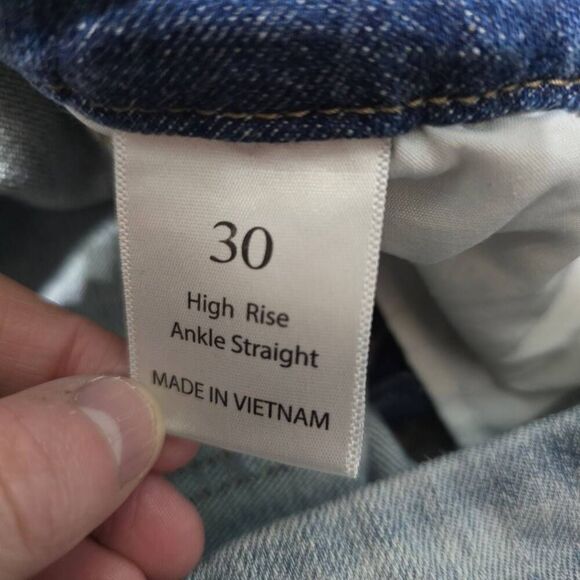 30
High Rise
Ankle Straight
MADE IN VIETNAM